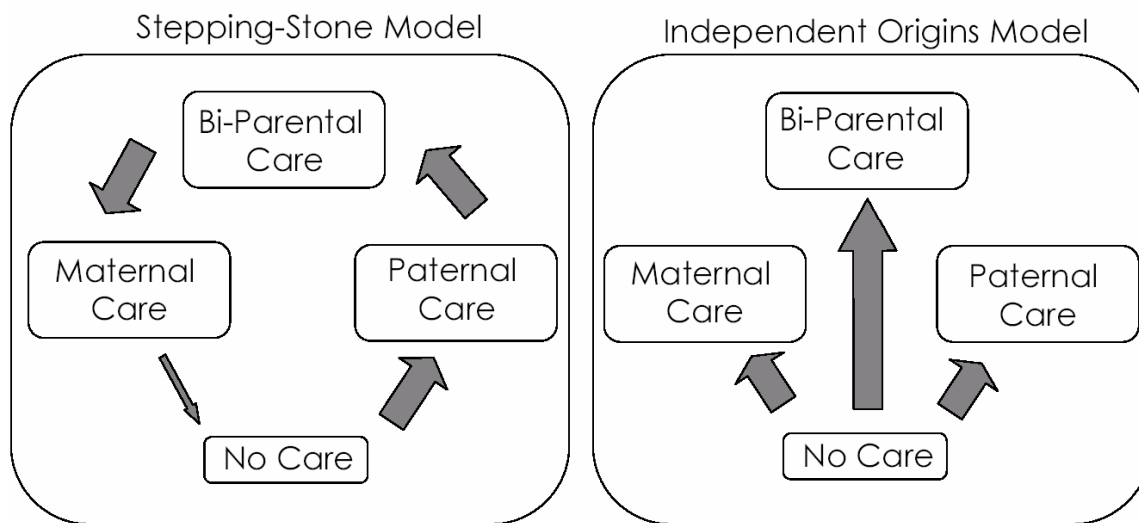 Stepping-Stone Model
Bi-Parental
Care
Maternal
Care
Paternal
Care
No Care
Independent Origins Model
Bi-Parental
Care
Maternal
Care
Paternal
Care
No Care